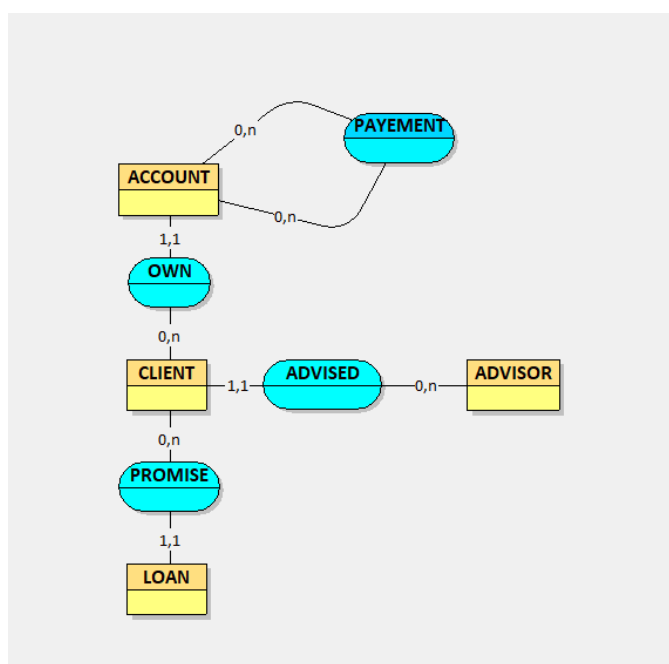 PAYEMENT
0,n
ACCOUNT
0,n
1,1
OWN
0,n
CLIENT
1,1
ADVISED
0,n
ADVISOR
0,n
PROMISE
1,1
LOAN